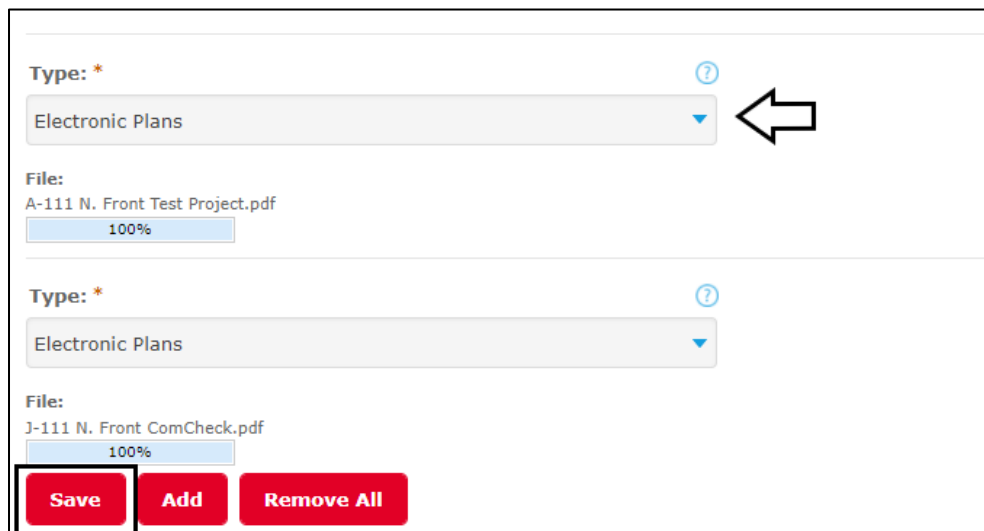 Type: * ?
Electronic Plans
File:
A-111 N. Front Test Project.pdf
100%
Type: * ?
Electronic Plans
File:
J-111 N. Front ComCheck.pdf
100%
Save Add Remove All